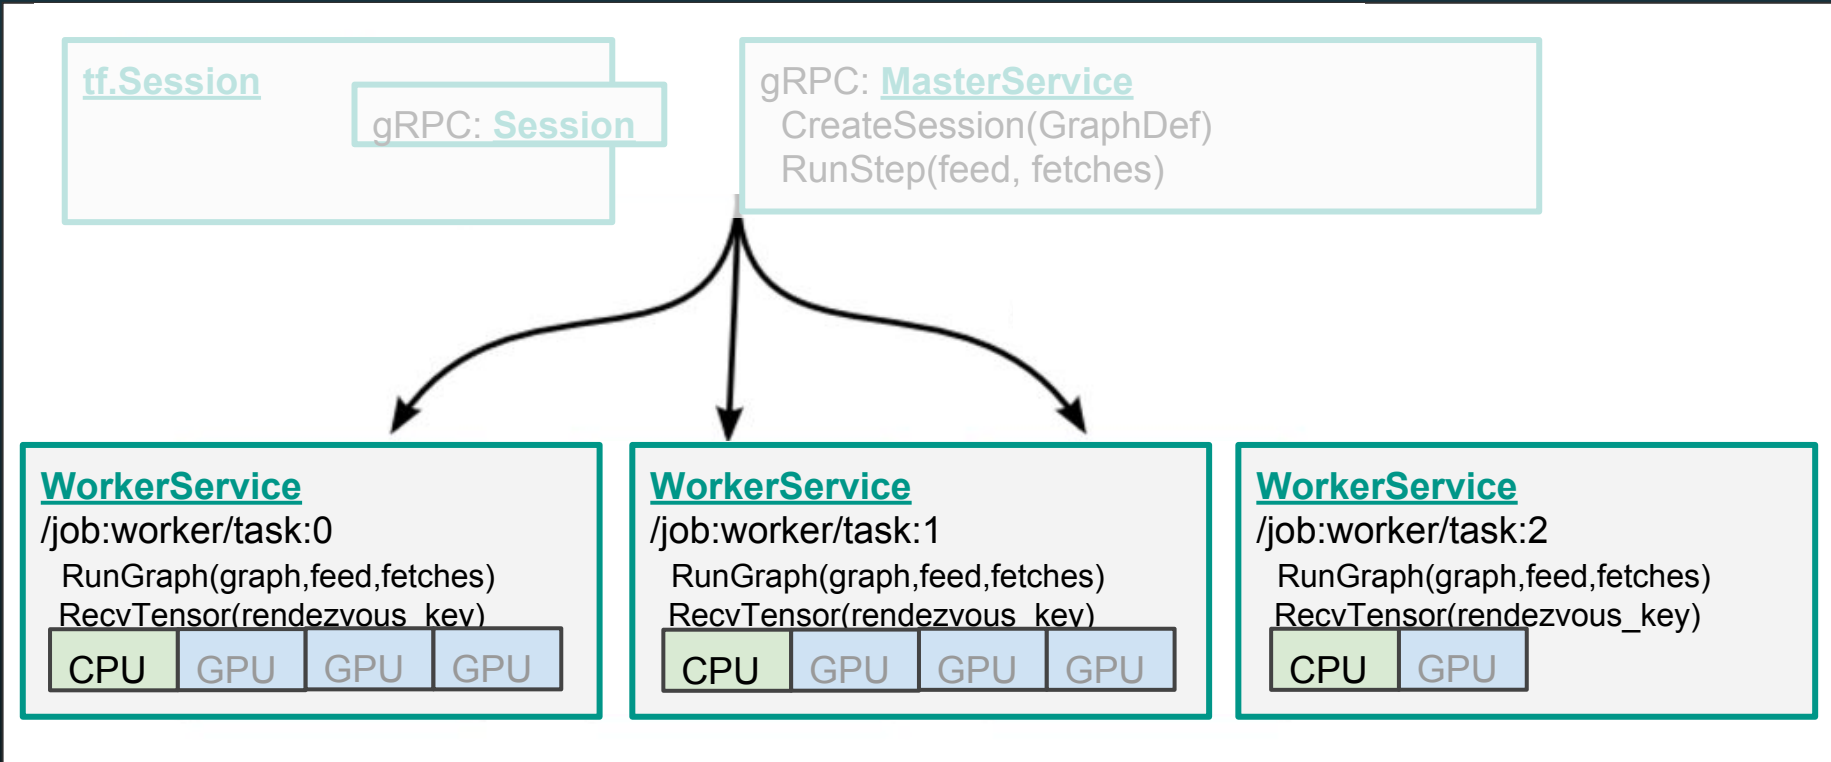 tf.Session
gRPC: Session
gRPC: MasterService
CreateSession(GraphDef)
RunStep(feed, fetches)
WorkerService
/job:worker/task:0
RunGraph(graph,feed,fetches)
RecvTensor(rendezvous_key)
CPU GPU GPU GPU
WorkerService
/job:worker/task:1
RunGraph(graph,feed,fetches)
RecvTensor(rendezvous_key)
CPU GPU GPU GPU
WorkerService
/job:worker/task:2
RunGraph(graph,feed,fetches)
RecvTensor(rendezvous_key)
CPU GPU